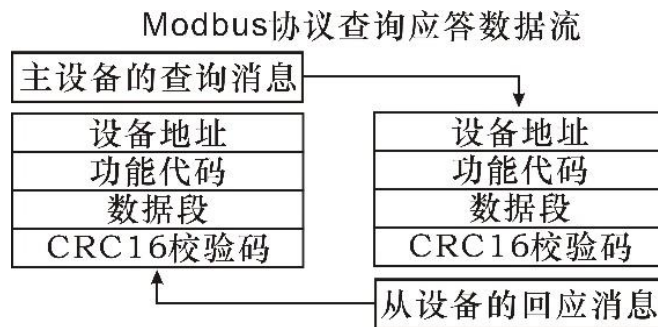 Modbus协议查询应答数据流
主设备的查询消息
设备地址
功能代码
数据段
CRC16校验码
设备地址
功能代码
数据段
CRC16校验码
从设备的回应消息